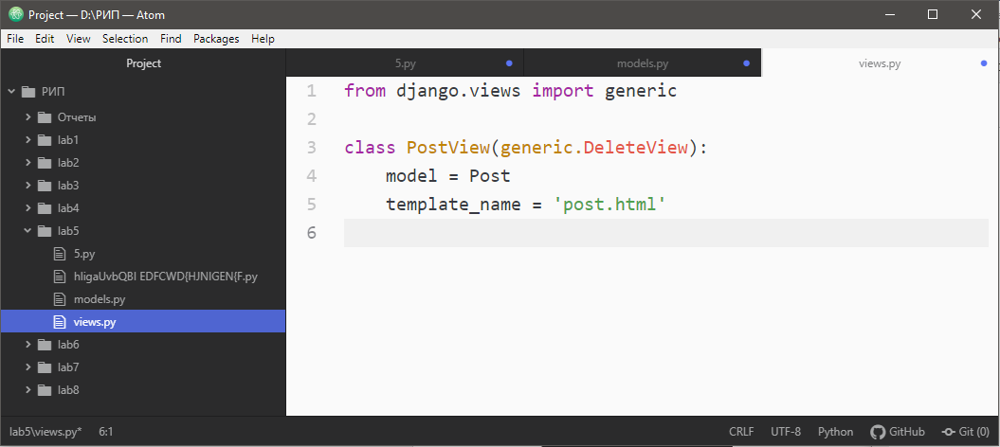 Project — D:\РИП — Atom
File Edit View Selection Find Packages Help
Project
5.py
models.py
views.py
РИП
Отчеты
lab1
lab2
lab3
lab4
lab5
5.py
hligaUvbQBI EDFCWD{HJNIGEN{F.py
models.py
views.py
lab6
lab7
lab8
1 from django.views import generic
2
3 class PostView(generic.DeleteView):
4 model = Post
5 template_name = 'post.html'
6
lab5\views.py* 6:1 CRLF UTF-8 Python GitHub Git (0)